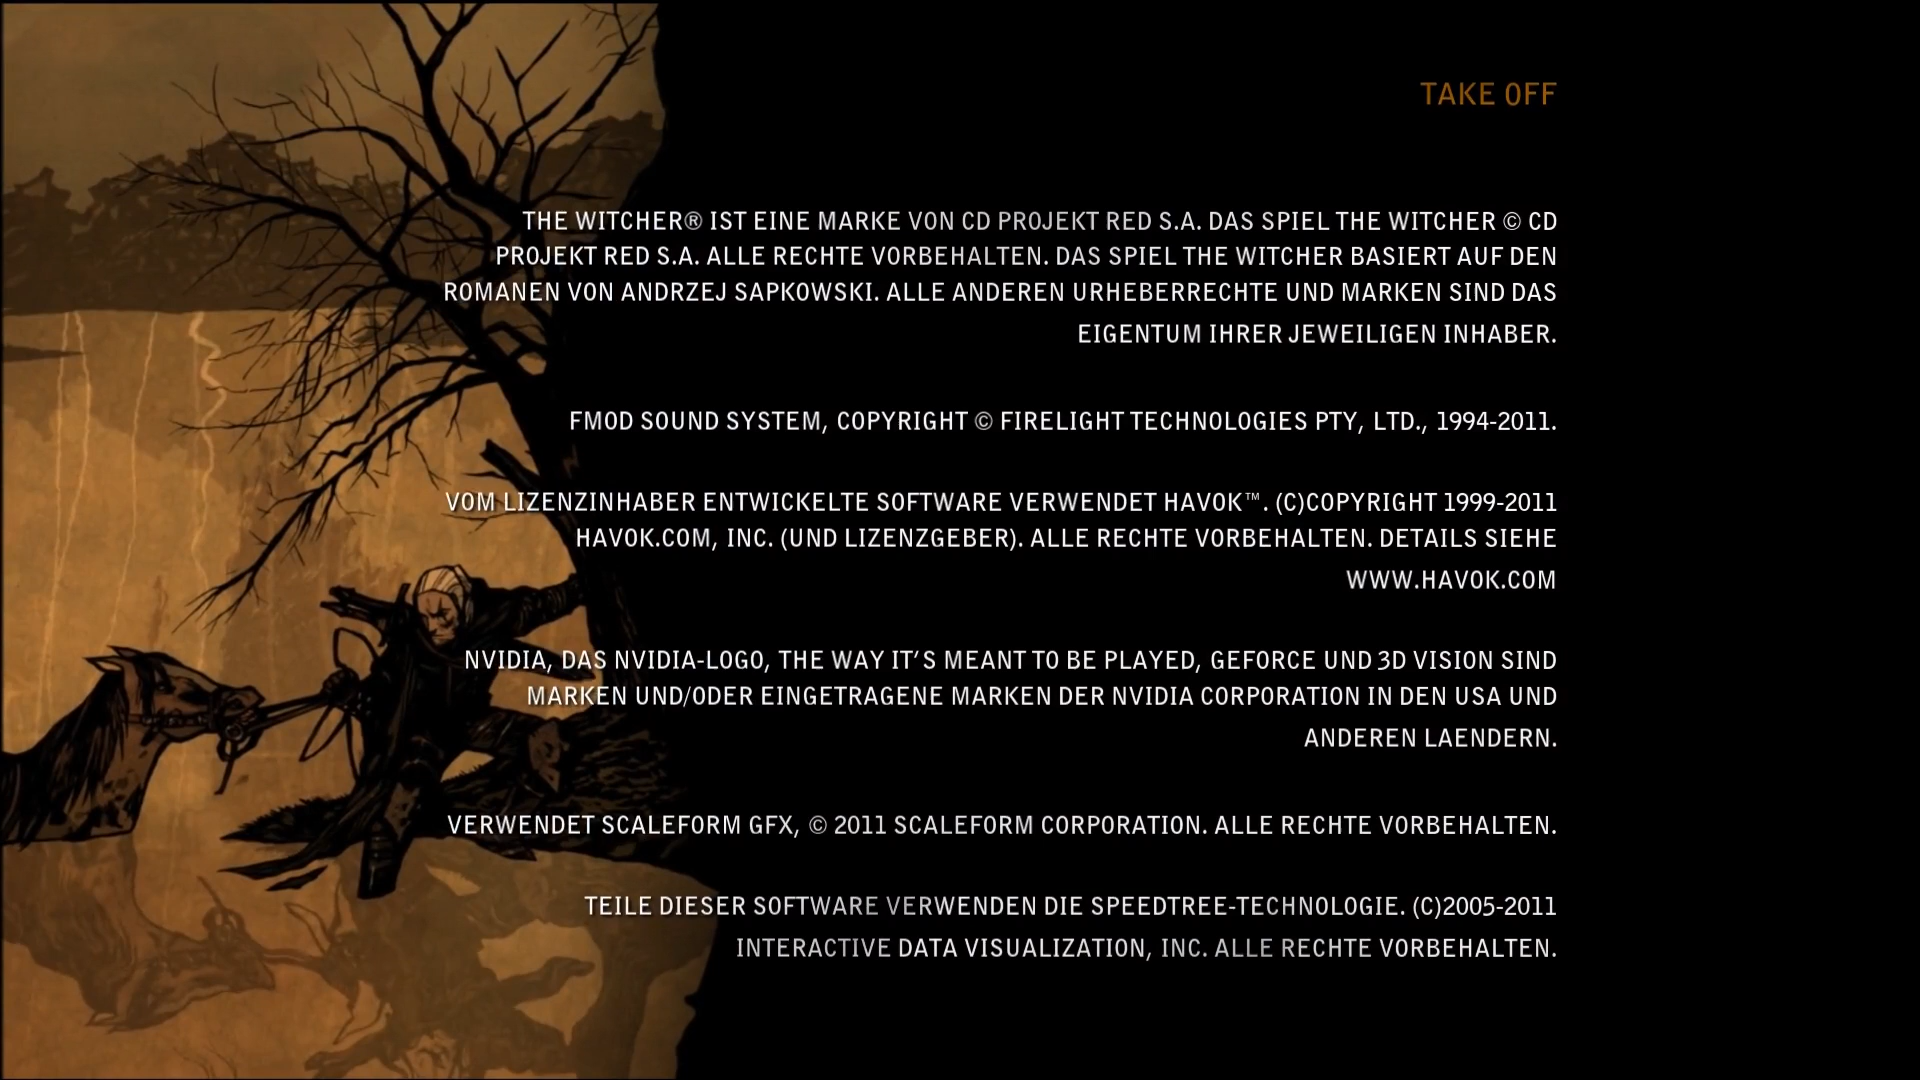 TAKE OFF
THE WITCHER® IST EINE MARKE VON CD PROJEKT RED S.A. DAS SPIEL THE WITCHER © CD
PROJEKT RED S.A. ALLE RECHTE VORBEHALTEN. DAS SPIEL THE WITCHER BASIERT AUF DEN
ROMANEN VON ANDRZEJ SAPKOWSKI. ALLE ANDEREN URHEBERRECHTE UND MARKEN SIND DAS
EIGENTUM IHRER JEWEILIGEN INHABER.
FMOD SOUND SYSTEM, COPYRIGHT © FIRELIGHT TECHNOLOGIES PTY, LTD., 1994-2011.
VOM LIZENZINHABER ENTWICKELTE SOFTWARE VERWENDET HAVOK™. (C)COPYRIGHT 1999-2011
HAVOK.COM, INC. (UND LIZENZGEBER). ALLE RECHTE VORBEHALTEN. DETAILS SIEHE
WWW.HAVOK.COM
NVIDIA, DAS NVIDIA-LOGO, THE WAY IT'S MEANT TO BE PLAYED, GEFORCE UND 3D VISION SIND
MARKEN UND/ODER EINGETRAGENE MARKEN DER NVIDIA CORPORATION IN DEN USA UND
ANDEREN LAENDERN.
VERWENDET SCALEFORM GFX, © 2011 SCALEFORM CORPORATION. ALLE RECHTE VORBEHALTEN.
TEILE DIESER SOFTWARE VERWENDEN DIE SPEEDTREE-TECHNOLOGIE. (C)2005-2011
INTERACTIVE DATA VISUALIZATION, INC. ALLE RECHTE VORBEHALTEN.